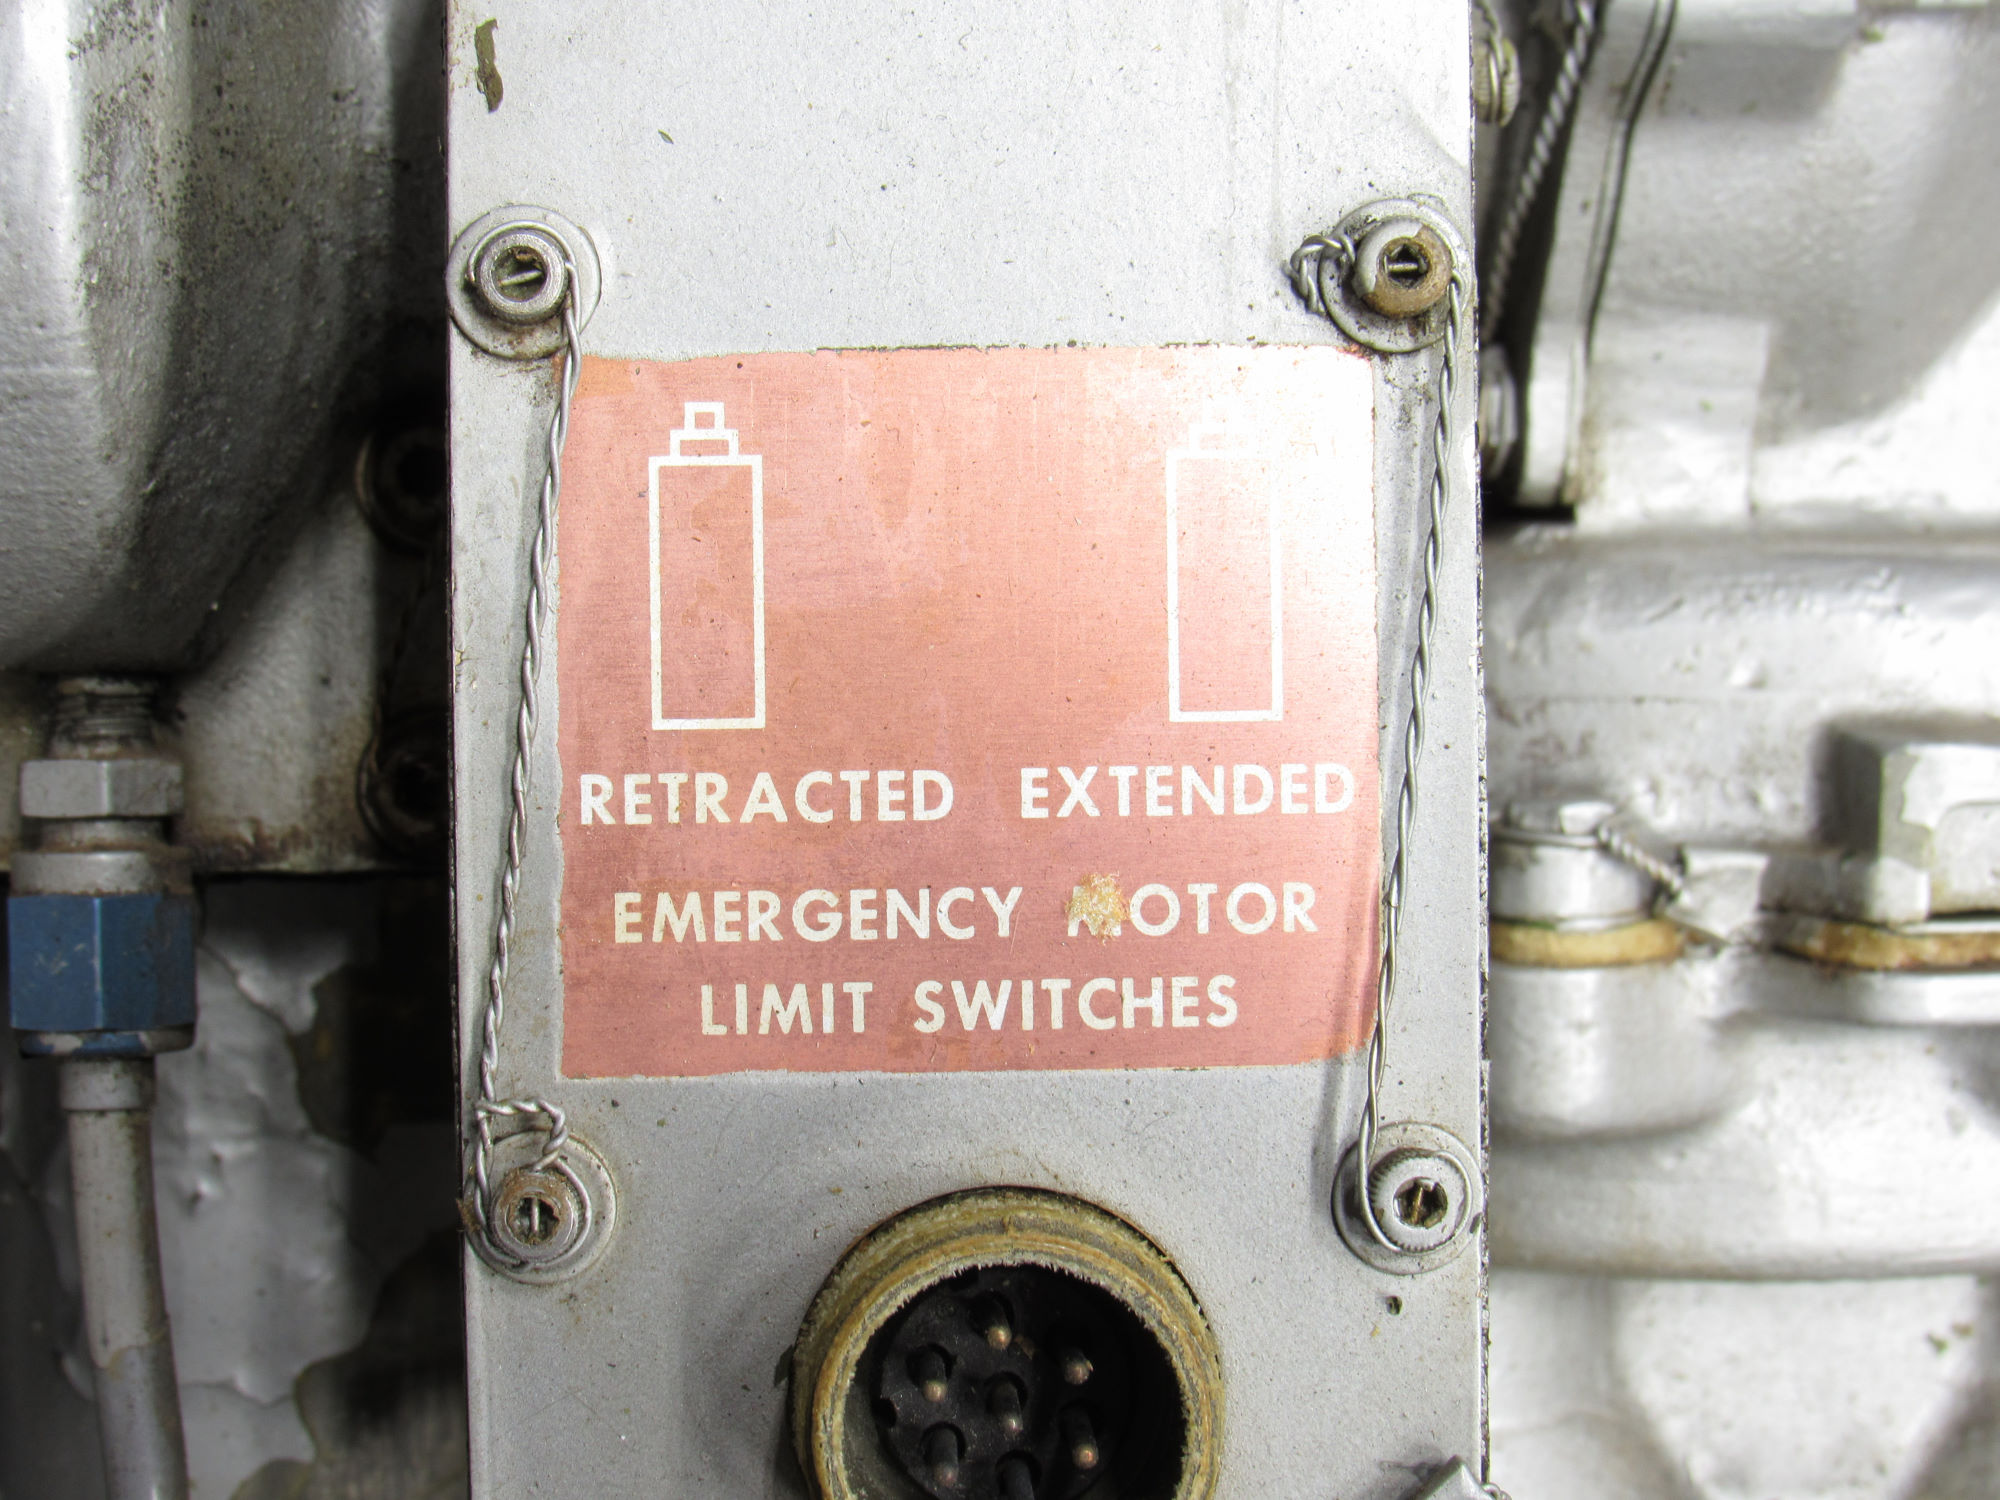 RETRACTED EXTENDED
EMERGENCY MOTOR
LIMIT SWITCHES